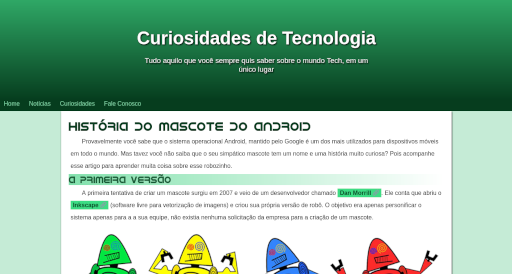 Curiosidades de Tecnologia
Tudo aquilo que você sempre quis saber sobre o mundo Tech, em um
único lugar
Home Notícias Curiosidades Fale Conosco
História do Mascote do Android
Provavelmente você sabe que o sistema operacional Android, mantido pelo Google é um dos mais utilizados para dispositivos móveis
em todo o mundo. Mas tavez você não saiba que o seu simpático mascote tem um nome e uma história muito curiosa? Pois acompanhe
esse artigo para aprender muita coisa sobre esse robozinho.
A primeira versão
A primeira tentativa de criar um mascote surgiu em 2007 e veio de um desenvolvedor chamado Dan Morrill. Ele conta que abriu o
Inkscape (software livre para vetorização de imagens) e criou sua própria versão de robô. O objetivo era apenas personificar o
sistema apenas para a a sua equipe, não existia nenhuma solicitação da empresa para a criação de um mascote.